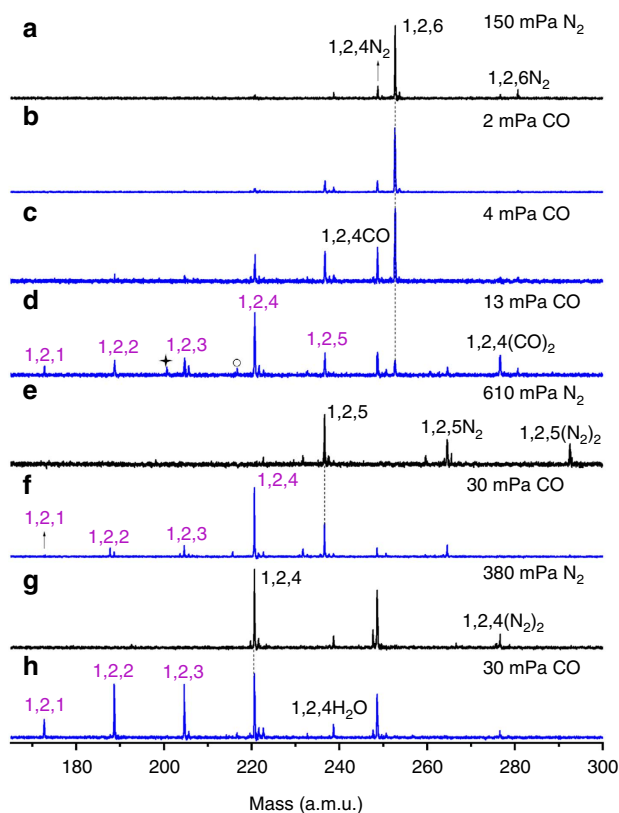 a
150 mPa N₂
1,2,6
1,2,4N₂
1,2,6N₂
b
2 mPa CO
c
4 mPa CO
1,2,4CO
d
13 mPa CO
1,2,4
1,2,1
1,2,2
1,2,3
1,2,5
1,2,4(CO)₂
e
610 mPa N₂
1,2,5
1,2,5N₂
1,2,5(N₂)₂
f
30 mPa CO
1,2,4
1,2,1
1,2,2
1,2,3
g
380 mPa N₂
1,2,4
1,2,4(N₂)₂
h
30 mPa CO
1,2,1
1,2,2
1,2,3
1,2,4H₂O
180 200 220 240 260 280 300
Mass (a.m.u.)